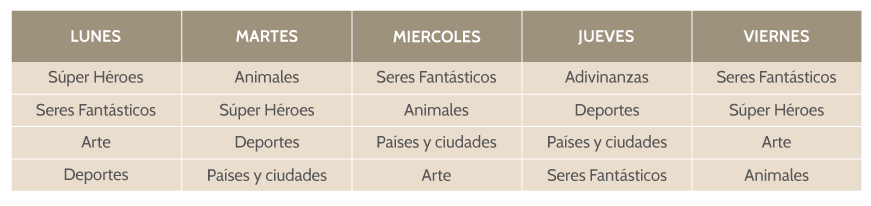 LUNES MARTES MIERCOLES JUEVES VIERNES
Súper Héroes Animales Seres Fantásticos Adivinanzas Seres Fantásticos
Seres Fantásticos Súper Héroes Animales Deportes Súper Héroes
Arte Deportes Países y ciudades Países y ciudades Arte
Deportes Países y ciudades Arte Seres Fantásticos Animales